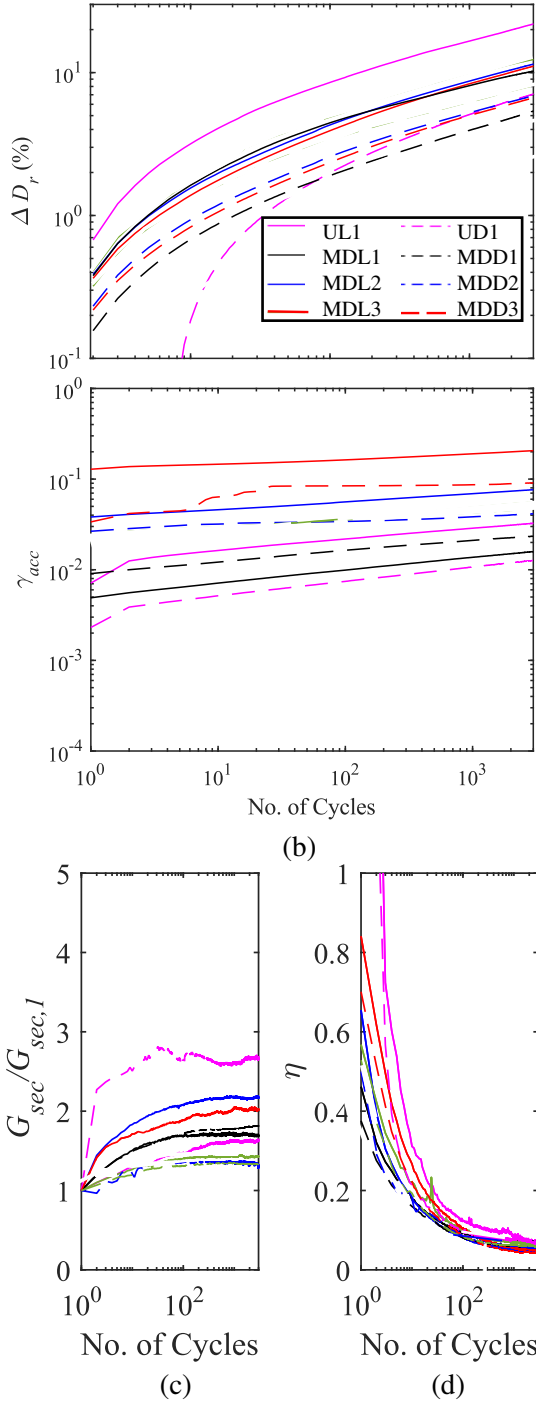 10^1
10^0
10^-1
Δ D_r (%)
UL1 UD1
MDL1 MDD1
MDL2 MDD2
MDL3 MDD3
10^0
10^-1
10^-2
10^-3
10^-4
γ_acc
10^0 10^1 10^2 10^3
No. of Cycles
(b)
5
4
3
2
1
0
G_sec/G_sec,1
10^0 10^2
No. of Cycles
(c)
1
0.8
0.6
0.4
0.2
0
η
10^0 10^2
No. of Cycles
(d)